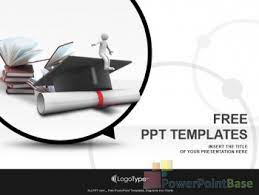 FREE
PPT TEMPLATES
INSERT THE TITLE
OF YOUR PRESENTATION HERE
LogoType
PowerPointBase